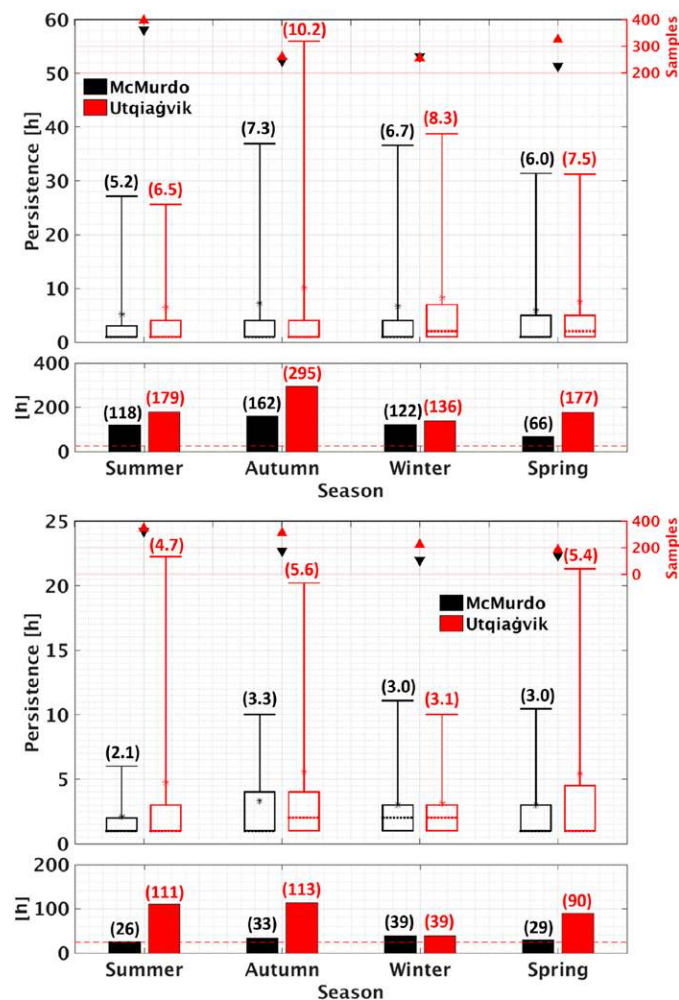 60 400
(10.2)
50 300
200
Samples
McMurdo
Utqiaġvik
40 (7.3) (8.3)
(6.7)
30 (5.2) (6.5) (6.0) (7.5)
20
10
0
Persistence [h]
400 (295)
(118) (179) (162) (122) (136) (66) (177)
200
0
[h]
Summer Autumn Winter Spring
Season
25 400
(4.7) (5.6) (5.4)
200
0
Samples
20
McMurdo
Utqiaġvik
15
(3.3) (3.0) (3.1) (3.0)
10
(2.1)
5
0
Persistence [h]
200
(111) (113) (90)
100
(26) (33) (39) (39) (29)
0
[h]
Summer Autumn Winter Spring
Season